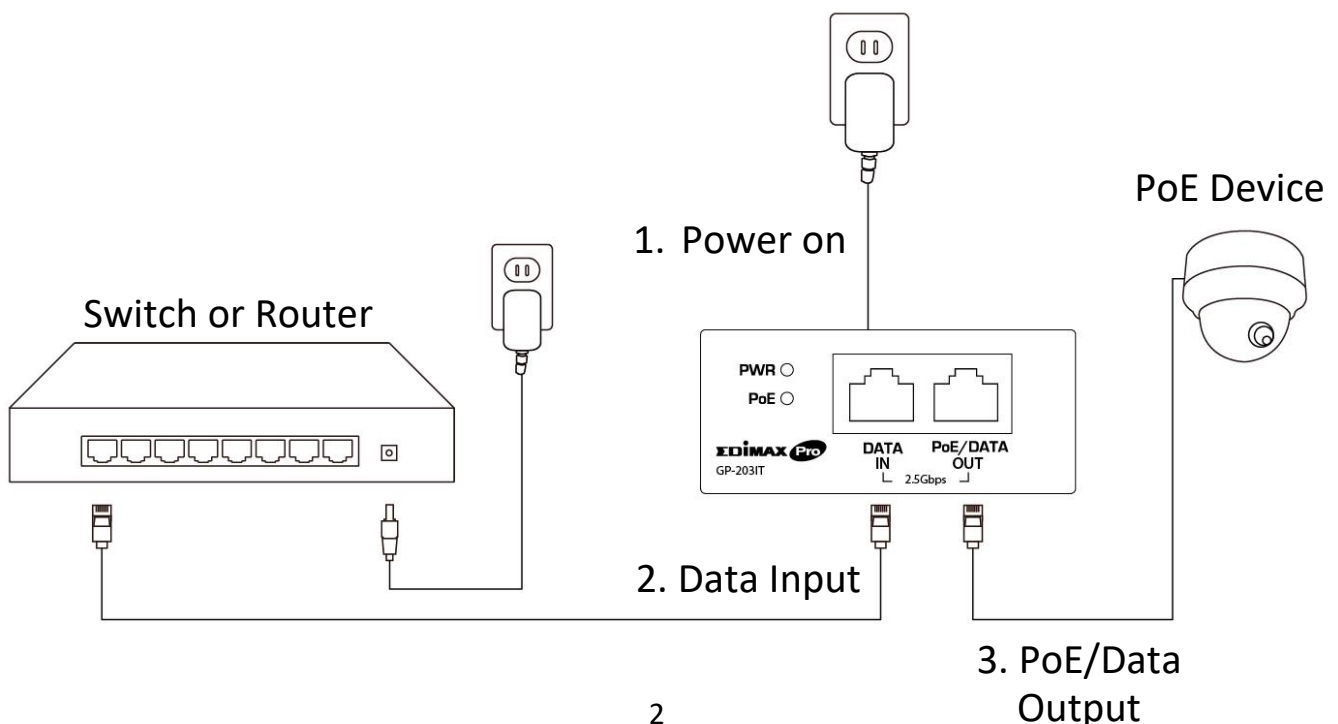 PoE Device
1. Power on
Switch or Router
PWR
PoE
EDIMAX Pro
GP-203IT
DATA IN
PoE/DATA OUT
2.5Gbps
2. Data Input
3. PoE/Data
Output
2